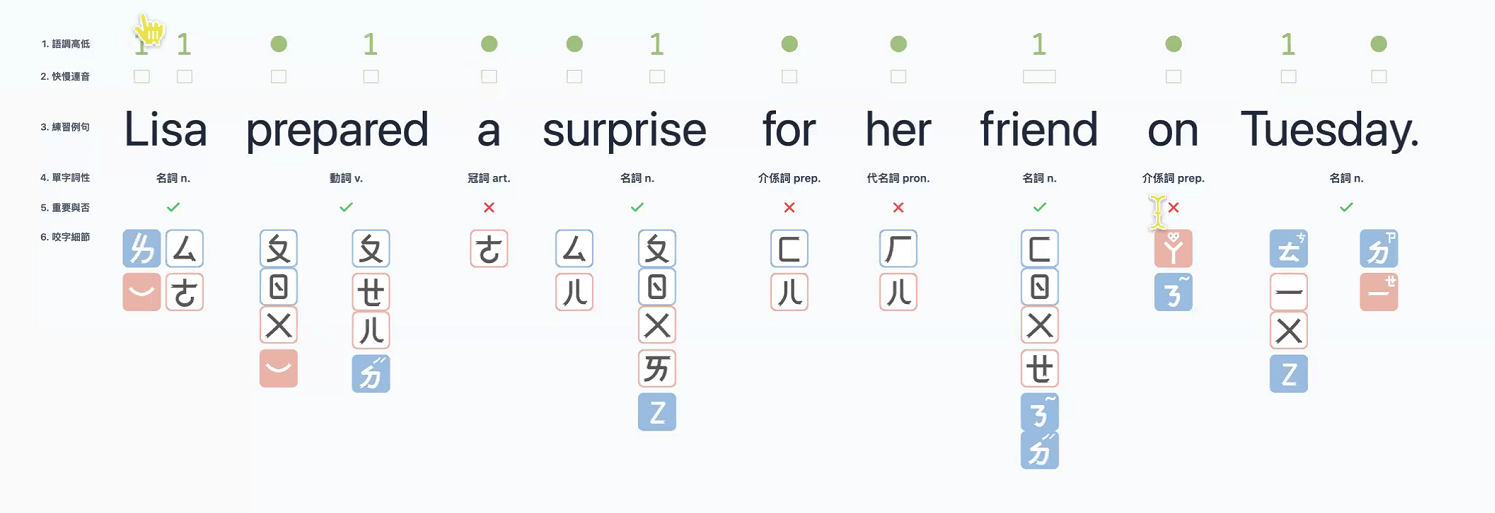 1. 語調高低 1 1 ● 1 ● ● 1 ● ● 1 ● 1 ●
2. 快慢連音
3. 練習例句 Lisa prepared a surprise for her friend on Tuesday.
4. 單字詞性 名詞 n. 動詞 v. 冠詞 art. 名詞 n. 介係詞 prep. 代名詞 pron. 名詞 n. 介係詞 prep. 名詞 n.
5. 重要與否 ✓ ✓ ✕ ✓ ✕ ✕ ✓ ✕ ✓
6. 咬字細節 ㄌ ㄙ ㄆ ㄆ ㄜ ㄙ ㄆ ㄈ ㄏ ㄈ ㄚ ㄊㄘ ㄉㄗ
ㄜ ㄖ ㄝ ㄦ ㄖ ㄦ ㄦ ㄖ ㄋ~ ㄧ ㄧㄝ
ㄨ ㄦ ㄨ ㄨ ㄨ
ㄉ ㄞ ㄝ Z
Z ㄋ~
ㄉ